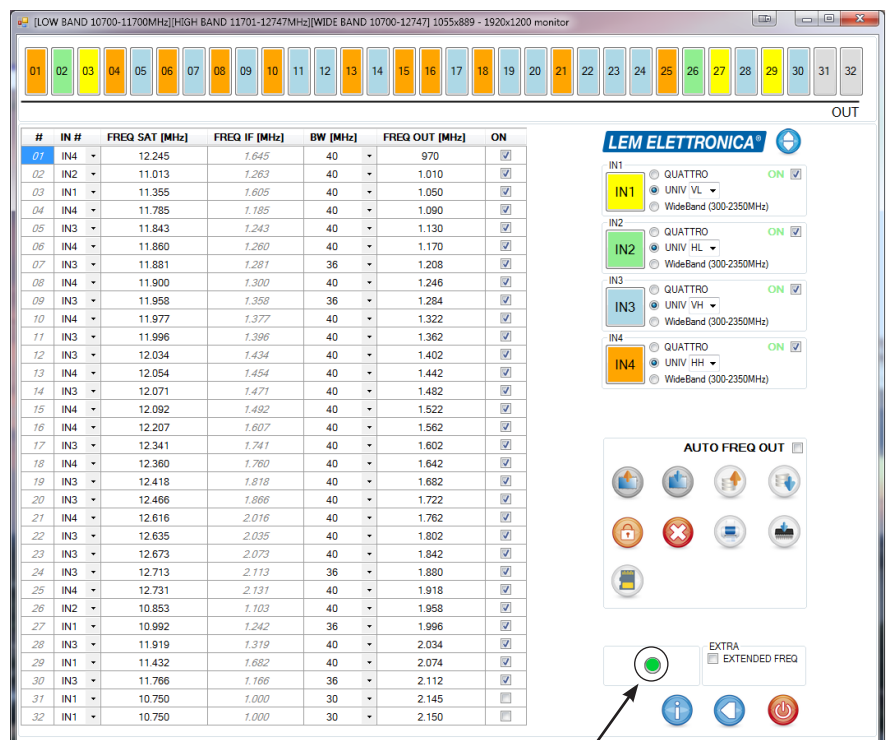 [LOW BAND 10700-11700MHz][HIGH BAND 11701-12747MHz][WIDE BAND 10700-12747] 1055x889 - 1920x1200 monitor
01 02 03 04 05 06 07 08 09 10 11 12 13 14 15 16 17 18 19 20 21 22 23 24 25 26 27 28 29 30 31 32
OUT
# IN # FREQ SAT [MHz] FREQ IF [MHz] BW [MHz] FREQ OUT [MHz] ON
01 IN4 12.245 1.645 40 970
02 IN2 11.013 1.263 40 1.010
03 IN1 11.355 1.605 40 1.050
04 IN4 11.785 1.185 40 1.090
05 IN3 11.843 1.243 40 1.130
06 IN4 11.860 1.260 40 1.170
07 IN3 11.881 1.281 36 1.208
08 IN4 11.900 1.300 40 1.246
09 IN3 11.958 1.358 36 1.284
10 IN4 11.977 1.377 40 1.322
11 IN3 11.996 1.396 40 1.362
12 IN3 12.034 1.434 40 1.402
13 IN4 12.054 1.454 40 1.442
14 IN3 12.071 1.471 40 1.482
15 IN4 12.092 1.492 40 1.522
16 IN4 12.207 1.607 40 1.562
17 IN3 12.341 1.741 40 1.602
18 IN4 12.360 1.760 40 1.642
19 IN3 12.418 1.818 40 1.682
20 IN3 12.466 1.866 40 1.722
21 IN4 12.616 2.016 40 1.762
22 IN3 12.635 2.035 40 1.802
23 IN3 12.673 2.073 40 1.842
24 IN3 12.713 2.113 36 1.880
25 IN4 12.731 2.131 40 1.918
26 IN2 10.853 1.103 40 1.958
27 IN1 10.992 1.242 36 1.996
28 IN3 11.919 1.319 40 2.034
29 IN1 11.432 1.682 40 2.074
30 IN3 11.766 1.166 36 2.112
31 IN1 10.750 1.000 30 2.145
32 IN1 10.750 1.000 30 2.150
LEM ELETTRONICA®
IN1
IN1
QUATTRO ON
UNIV VL
WideBand (300-2350MHz)
IN2
IN2
QUATTRO ON
UNIV HL
WideBand (300-2350MHz)
IN3
IN3
QUATTRO ON
UNIV VH
WideBand (300-2350MHz)
IN4
IN4
QUATTRO ON
UNIV HH
WideBand (300-2350MHz)
AUTO FREQ OUT
EXTRA
EXTENDED FREQ